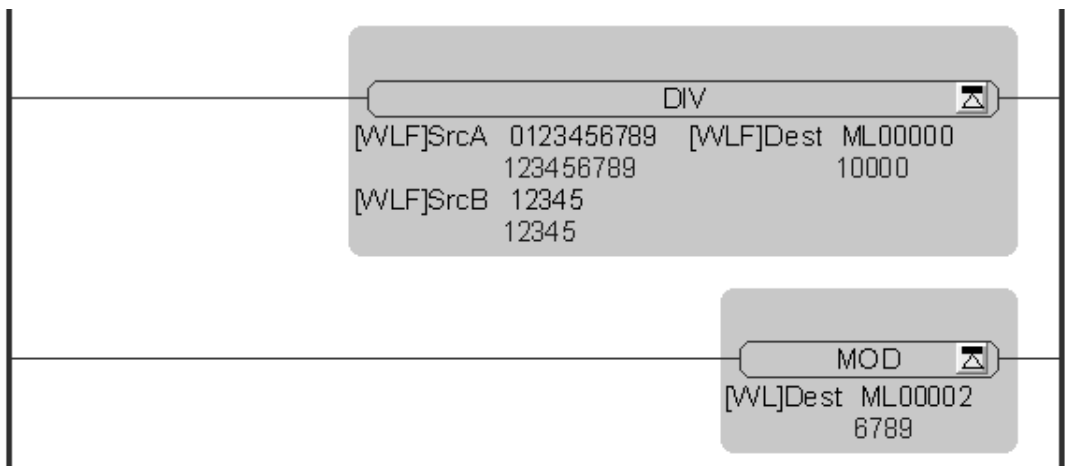 DIV
[WLF]SrcA 0123456789 [WLF]Dest ML00000
123456789 10000
[WLF]SrcB 12345
12345
MOD
[WL]Dest ML00002
6789